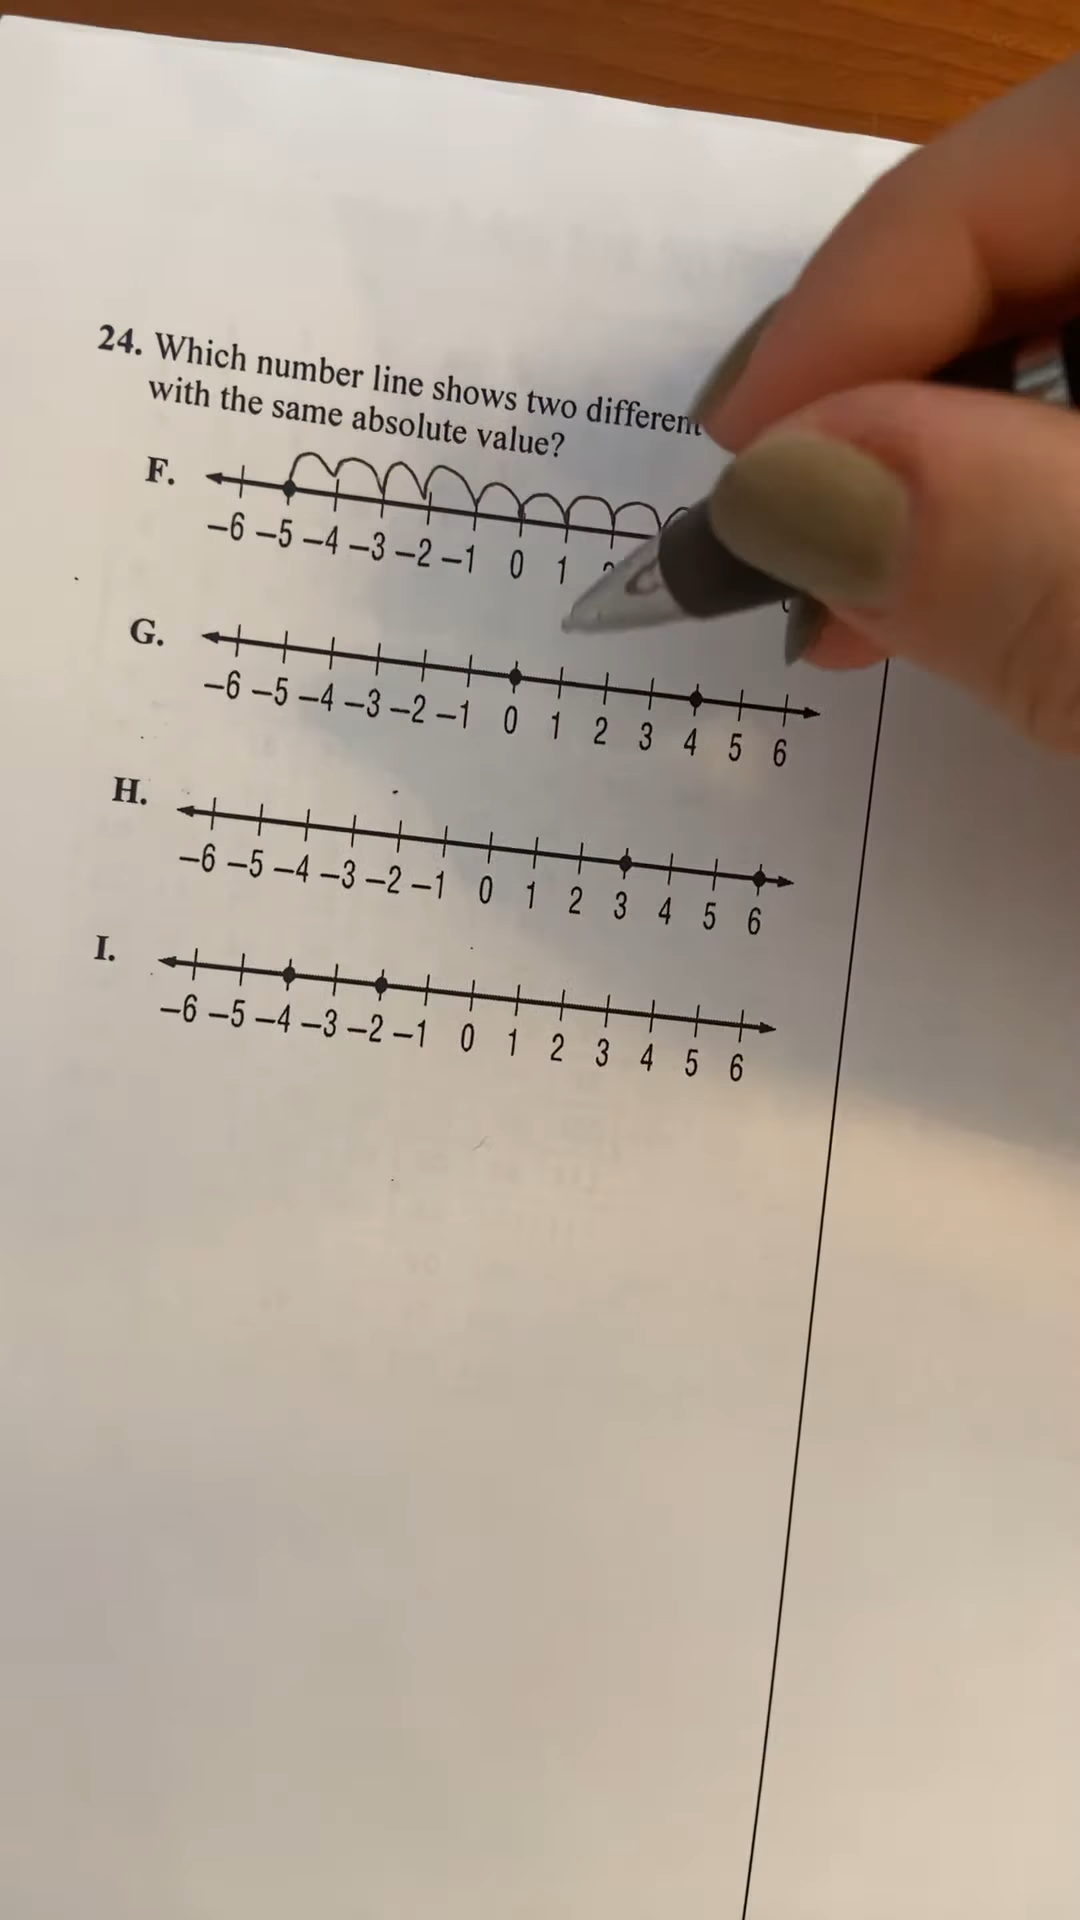 24. Which number line shows two different
with the same absolute value?
F.
−6 −5 −4 −3 −2 −1 0 1
G.
−6 −5 −4 −3 −2 −1 0 1 2 3 4 5 6
H.
−6 −5 −4 −3 −2 −1 0 1 2 3 4 5 6
I.
−6 −5 −4 −3 −2 −1 0 1 2 3 4 5 6